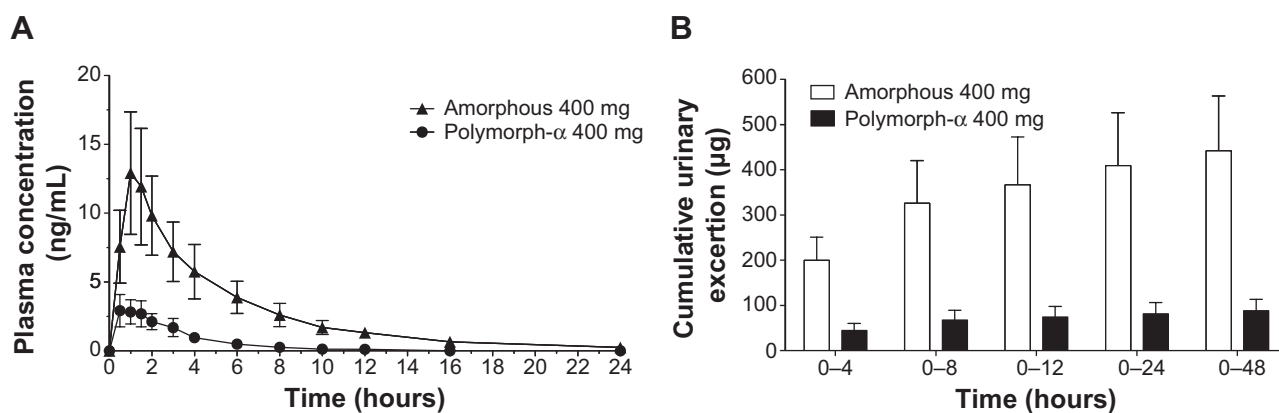 A
Plasma concentration
(ng/mL)
20
15
10
5
0
0 2 4 6 8 10 12 14 16 18 20 22 24
Time (hours)
Amorphous 400 mg
Polymorph-α 400 mg
B
Cumulative urinary
excertion (µg)
600
500
400
300
200
100
0
0–4 0–8 0–12 0–24 0–48
Time (hours)
Amorphous 400 mg
Polymorph-α 400 mg